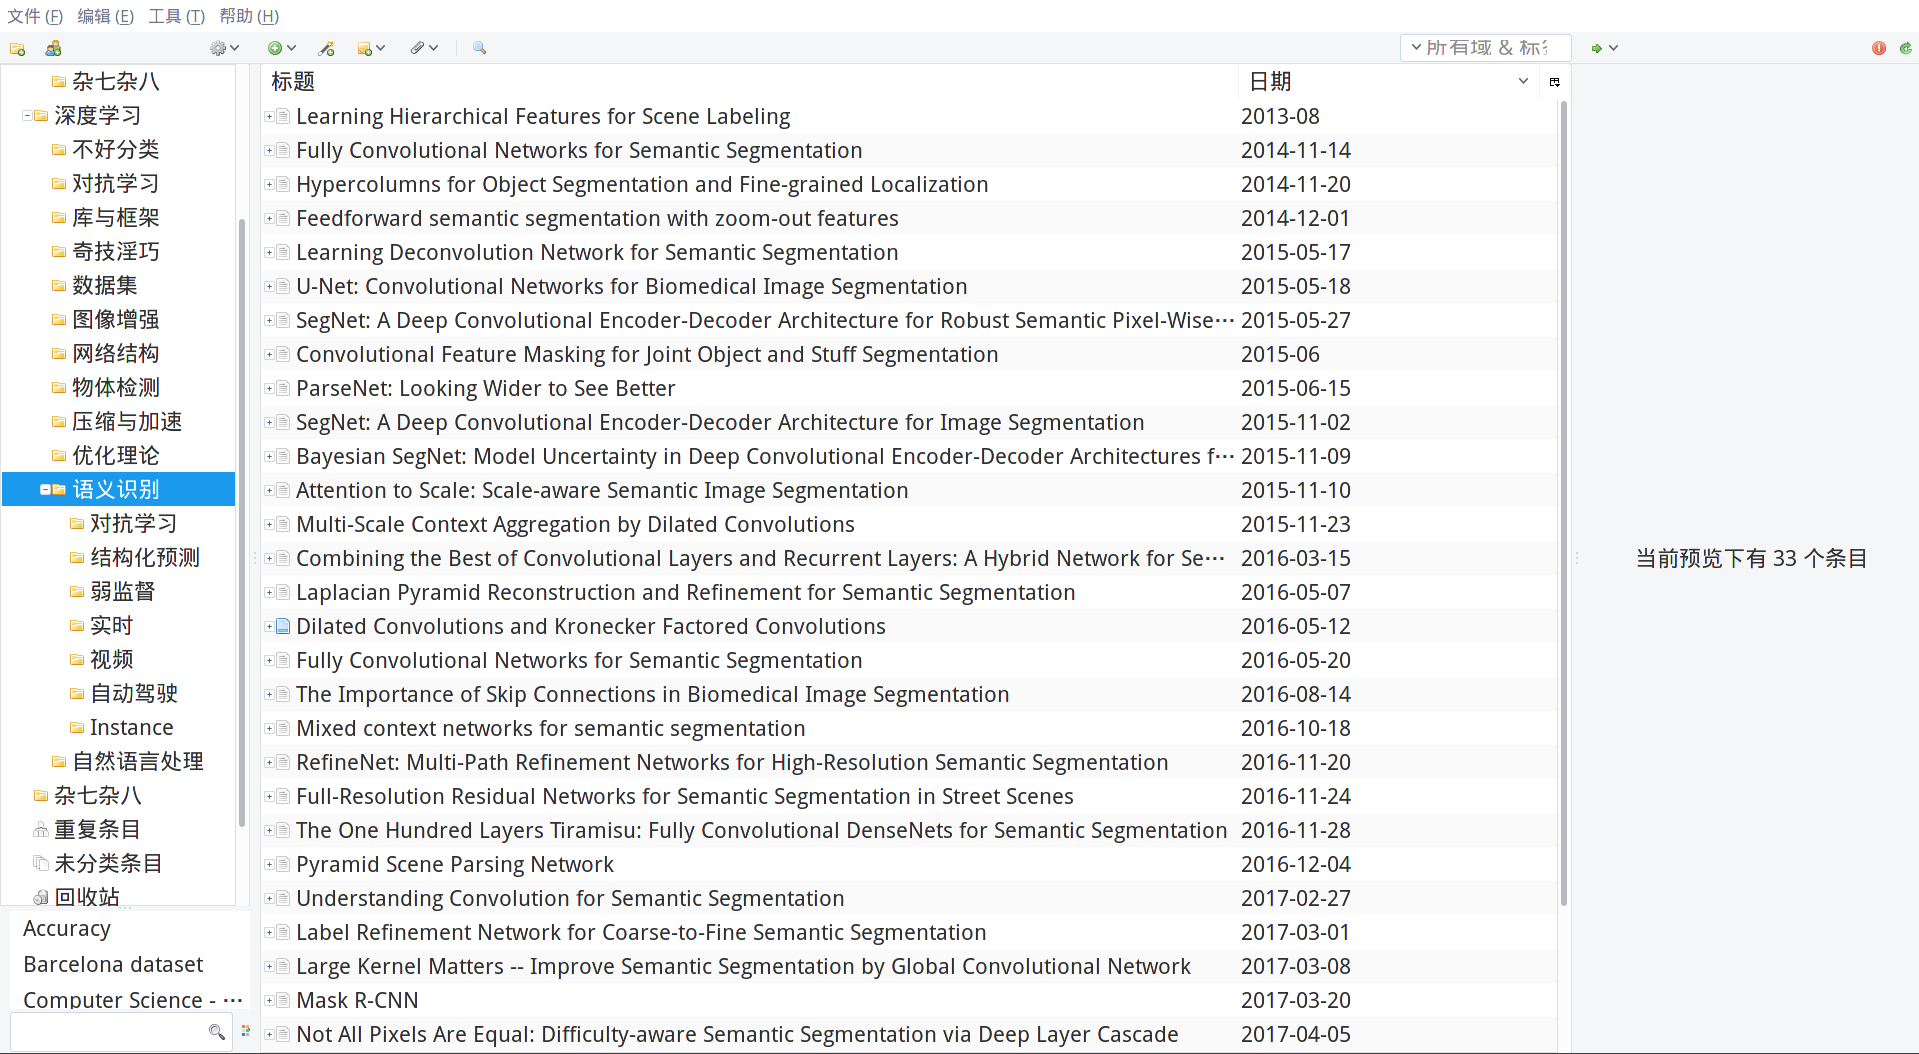 文件 (F) 编辑 (E) 工具 (T) 帮助 (H)
所有域 & 标
杂七杂八
深度学习
不好分类
对抗学习
库与框架
奇技淫巧
数据集
图像增强
网络结构
物体检测
压缩与加速
优化理论
语义识别
对抗学习
结构化预测
弱监督
实时
视频
自动驾驶
Instance
自然语言处理
杂七杂八
重复条目
未分类条目
回收站
Accuracy
Barcelona dataset
Computer Science - ···
标题 日期
Learning Hierarchical Features for Scene Labeling 2013-08
Fully Convolutional Networks for Semantic Segmentation 2014-11-14
Hypercolumns for Object Segmentation and Fine-grained Localization 2014-11-20
Feedforward semantic segmentation with zoom-out features 2014-12-01
Learning Deconvolution Network for Semantic Segmentation 2015-05-17
U-Net: Convolutional Networks for Biomedical Image Segmentation 2015-05-18
SegNet: A Deep Convolutional Encoder-Decoder Architecture for Robust Semantic Pixel-Wise··· 2015-05-27
Convolutional Feature Masking for Joint Object and Stuff Segmentation 2015-06
ParseNet: Looking Wider to See Better 2015-06-15
SegNet: A Deep Convolutional Encoder-Decoder Architecture for Image Segmentation 2015-11-02
Bayesian SegNet: Model Uncertainty in Deep Convolutional Encoder-Decoder Architectures f··· 2015-11-09
Attention to Scale: Scale-aware Semantic Image Segmentation 2015-11-10
Multi-Scale Context Aggregation by Dilated Convolutions 2015-11-23
Combining the Best of Convolutional Layers and Recurrent Layers: A Hybrid Network for Se··· 2016-03-15
Laplacian Pyramid Reconstruction and Refinement for Semantic Segmentation 2016-05-07
Dilated Convolutions and Kronecker Factored Convolutions 2016-05-12
Fully Convolutional Networks for Semantic Segmentation 2016-05-20
The Importance of Skip Connections in Biomedical Image Segmentation 2016-08-14
Mixed context networks for semantic segmentation 2016-10-18
RefineNet: Multi-Path Refinement Networks for High-Resolution Semantic Segmentation 2016-11-20
Full-Resolution Residual Networks for Semantic Segmentation in Street Scenes 2016-11-24
The One Hundred Layers Tiramisu: Fully Convolutional DenseNets for Semantic Segmentation 2016-11-28
Pyramid Scene Parsing Network 2016-12-04
Understanding Convolution for Semantic Segmentation 2017-02-27
Label Refinement Network for Coarse-to-Fine Semantic Segmentation 2017-03-01
Large Kernel Matters -- Improve Semantic Segmentation by Global Convolutional Network 2017-03-08
Mask R-CNN 2017-03-20
Not All Pixels Are Equal: Difficulty-aware Semantic Segmentation via Deep Layer Cascade 2017-04-05
当前预览下有 33 个条目